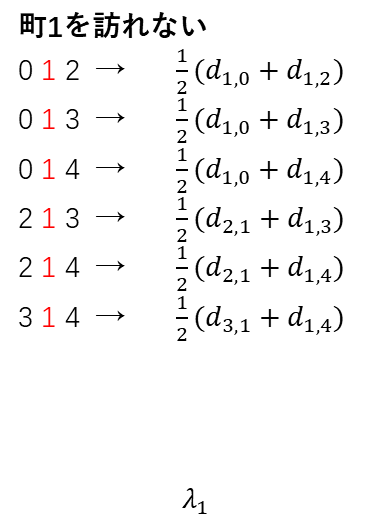 町1を訪れない
0 1 2 → 1/2 (d_{1,0} + d_{1,2})
0 1 3 → 1/2 (d_{1,0} + d_{1,3})
0 1 4 → 1/2 (d_{1,0} + d_{1,4})
2 1 3 → 1/2 (d_{2,1} + d_{1,3})
2 1 4 → 1/2 (d_{2,1} + d_{1,4})
3 1 4 → 1/2 (d_{3,1} + d_{1,4})
λ_1